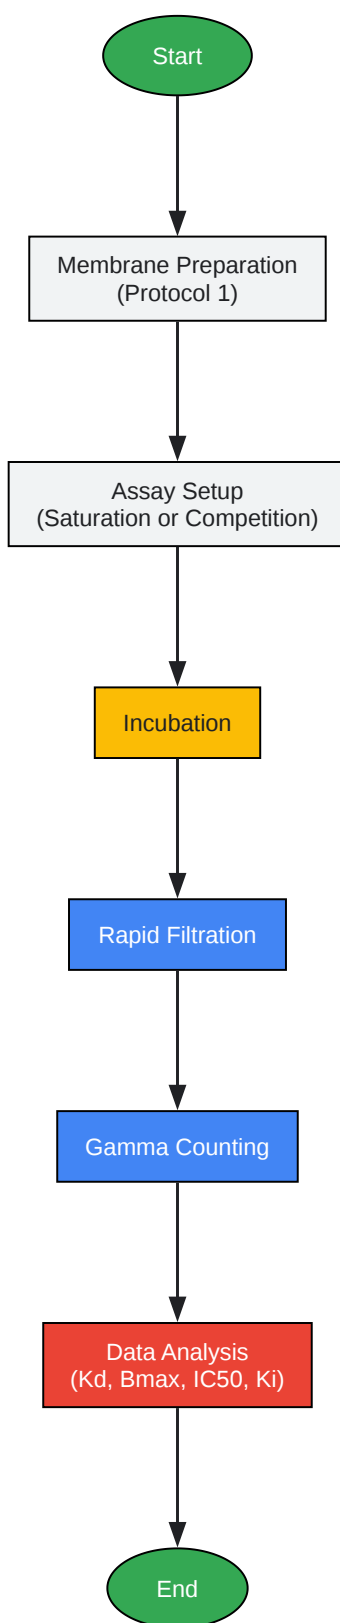 Start
Membrane Preparation
(Protocol 1)
Assay Setup
(Saturation or Competition)
Incubation
Rapid Filtration
Gamma Counting
Data Analysis
(Kd, Bmax, IC50, Ki)
End